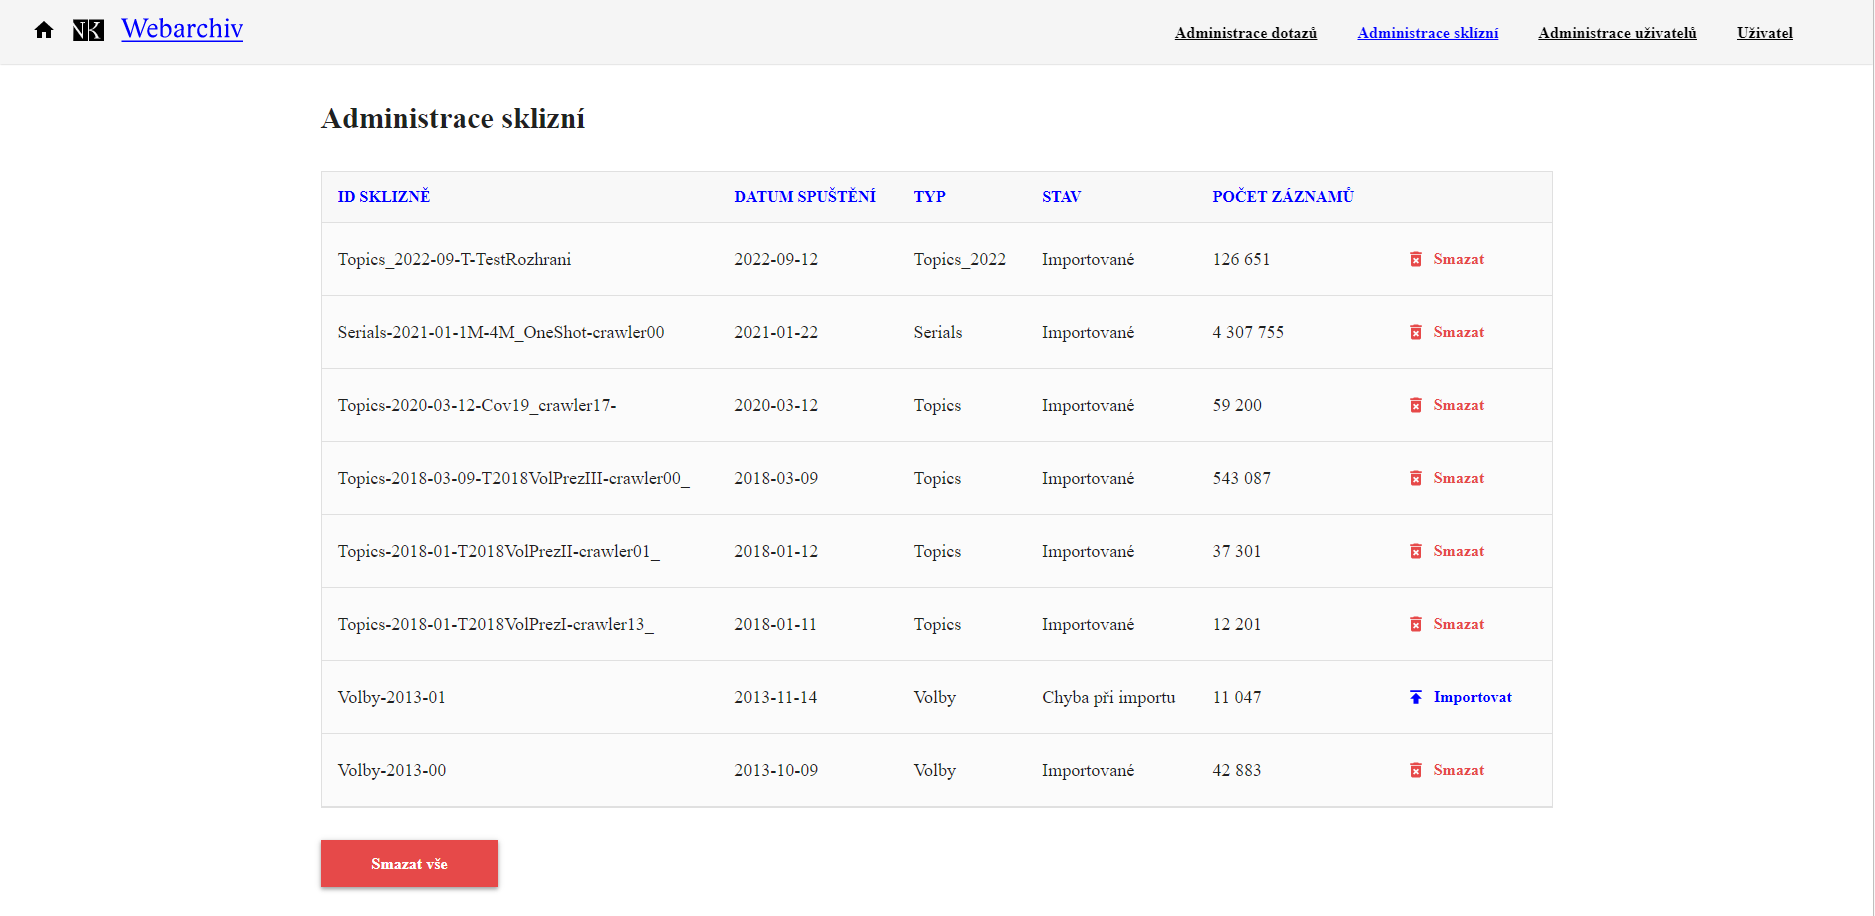 NK Webarchiv Administrace dotazů Administrace sklízní Administrace uživatelů Uživatel
Administrace sklizní
ID SKLIZNĚ DATUM SPUŠTĚNÍ TYP STAV POČET ZÁZNAMŮ
Topics_2022-09-T-TestRozhrani 2022-09-12 Topics_2022 Importované 126 651 Smazat
Serials-2021-01-1M-4M_OneShot-crawler00 2021-01-22 Serials Importované 4 307 755 Smazat
Topics-2020-03-12-Cov19_crawler17- 2020-03-12 Topics Importované 59 200 Smazat
Topics-2018-03-09-T2018VolPrezIII-crawler00_ 2018-03-09 Topics Importované 543 087 Smazat
Topics-2018-01-T2018VolPrezII-crawler01_ 2018-01-12 Topics Importované 37 301 Smazat
Topics-2018-01-T2018VolPrezI-crawler13_ 2018-01-11 Topics Importované 12 201 Smazat
Volby-2013-01 2013-11-14 Volby Chyba při importu 11 047 Importovat
Volby-2013-00 2013-10-09 Volby Importované 42 883 Smazat
Smazat vše